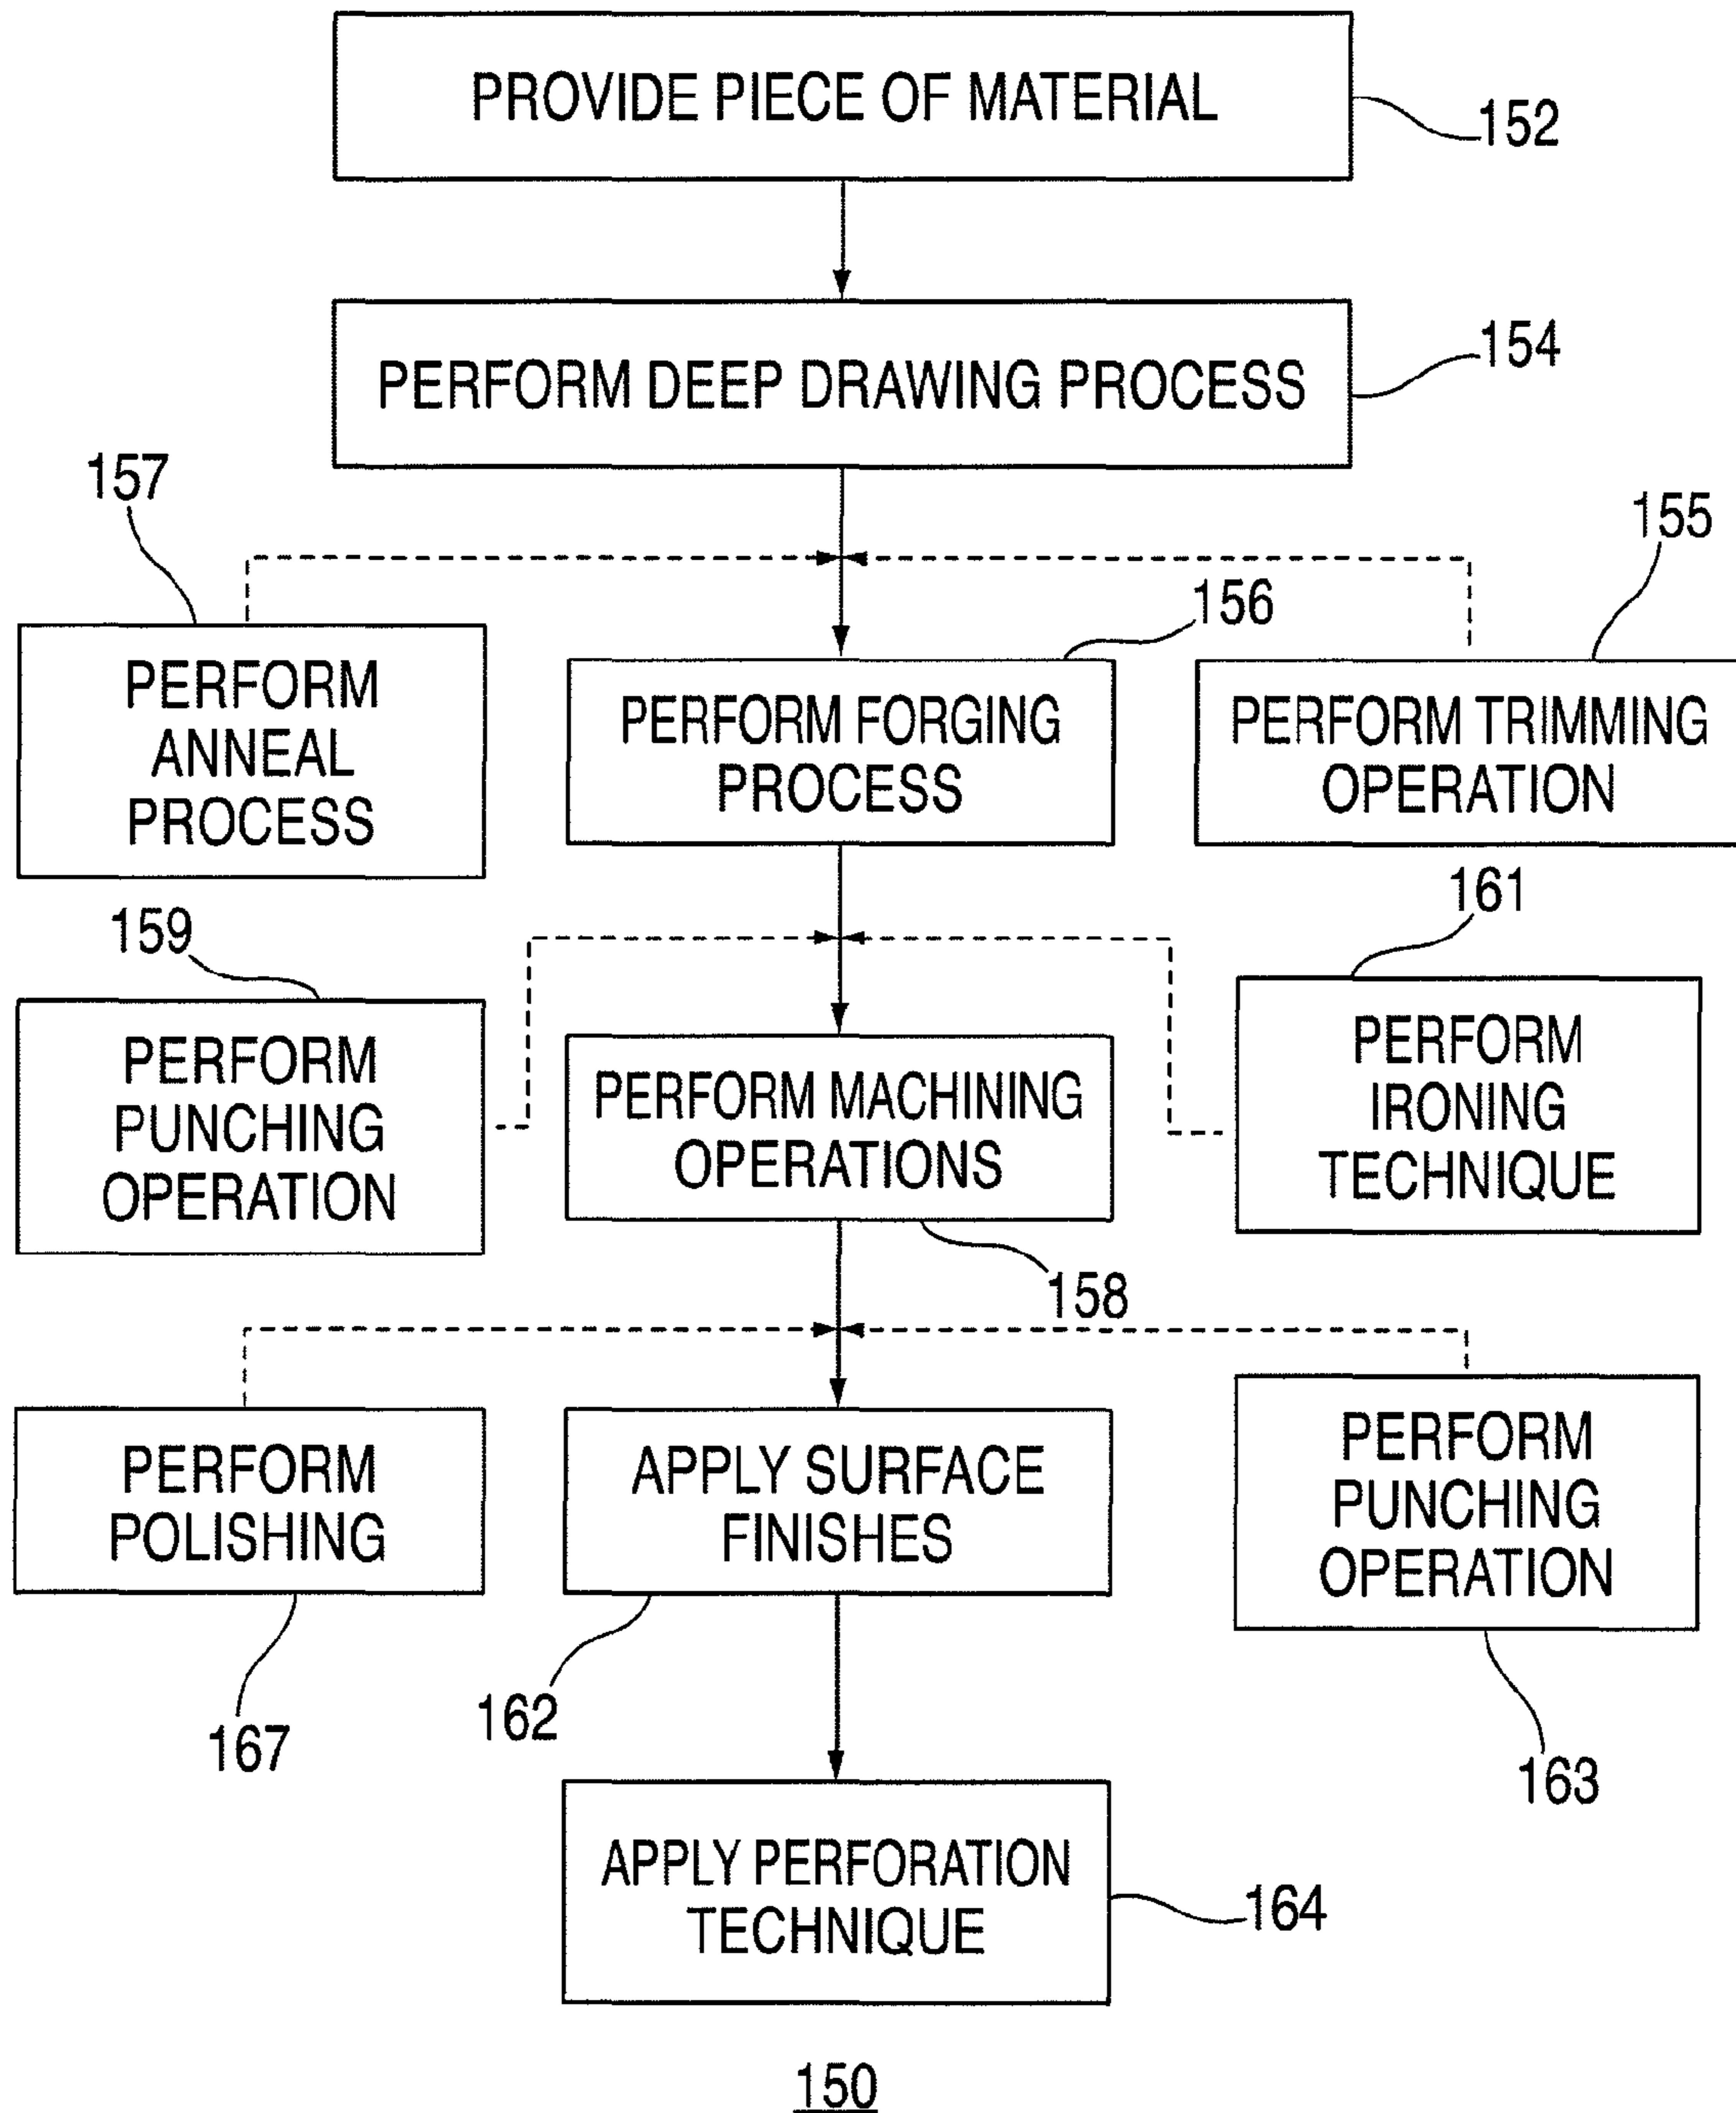 PROVIDE PIECE OF MATERIAL
152
PERFORM DEEP DRAWING PROCESS
154
157
155
156
PERFORM
ANNEAL
PROCESS
PERFORM FORGING
PROCESS
PERFORM TRIMMING
OPERATION
159
161
PERFORM
PUNCHING
OPERATION
PERFORM MACHINING
OPERATIONS
PERFORM
IRONING
TECHNIQUE
158
PERFORM
POLISHING
APPLY SURFACE
FINISHES
PERFORM
PUNCHING
OPERATION
167
162
163
APPLY PERFORATION
TECHNIQUE
164
150